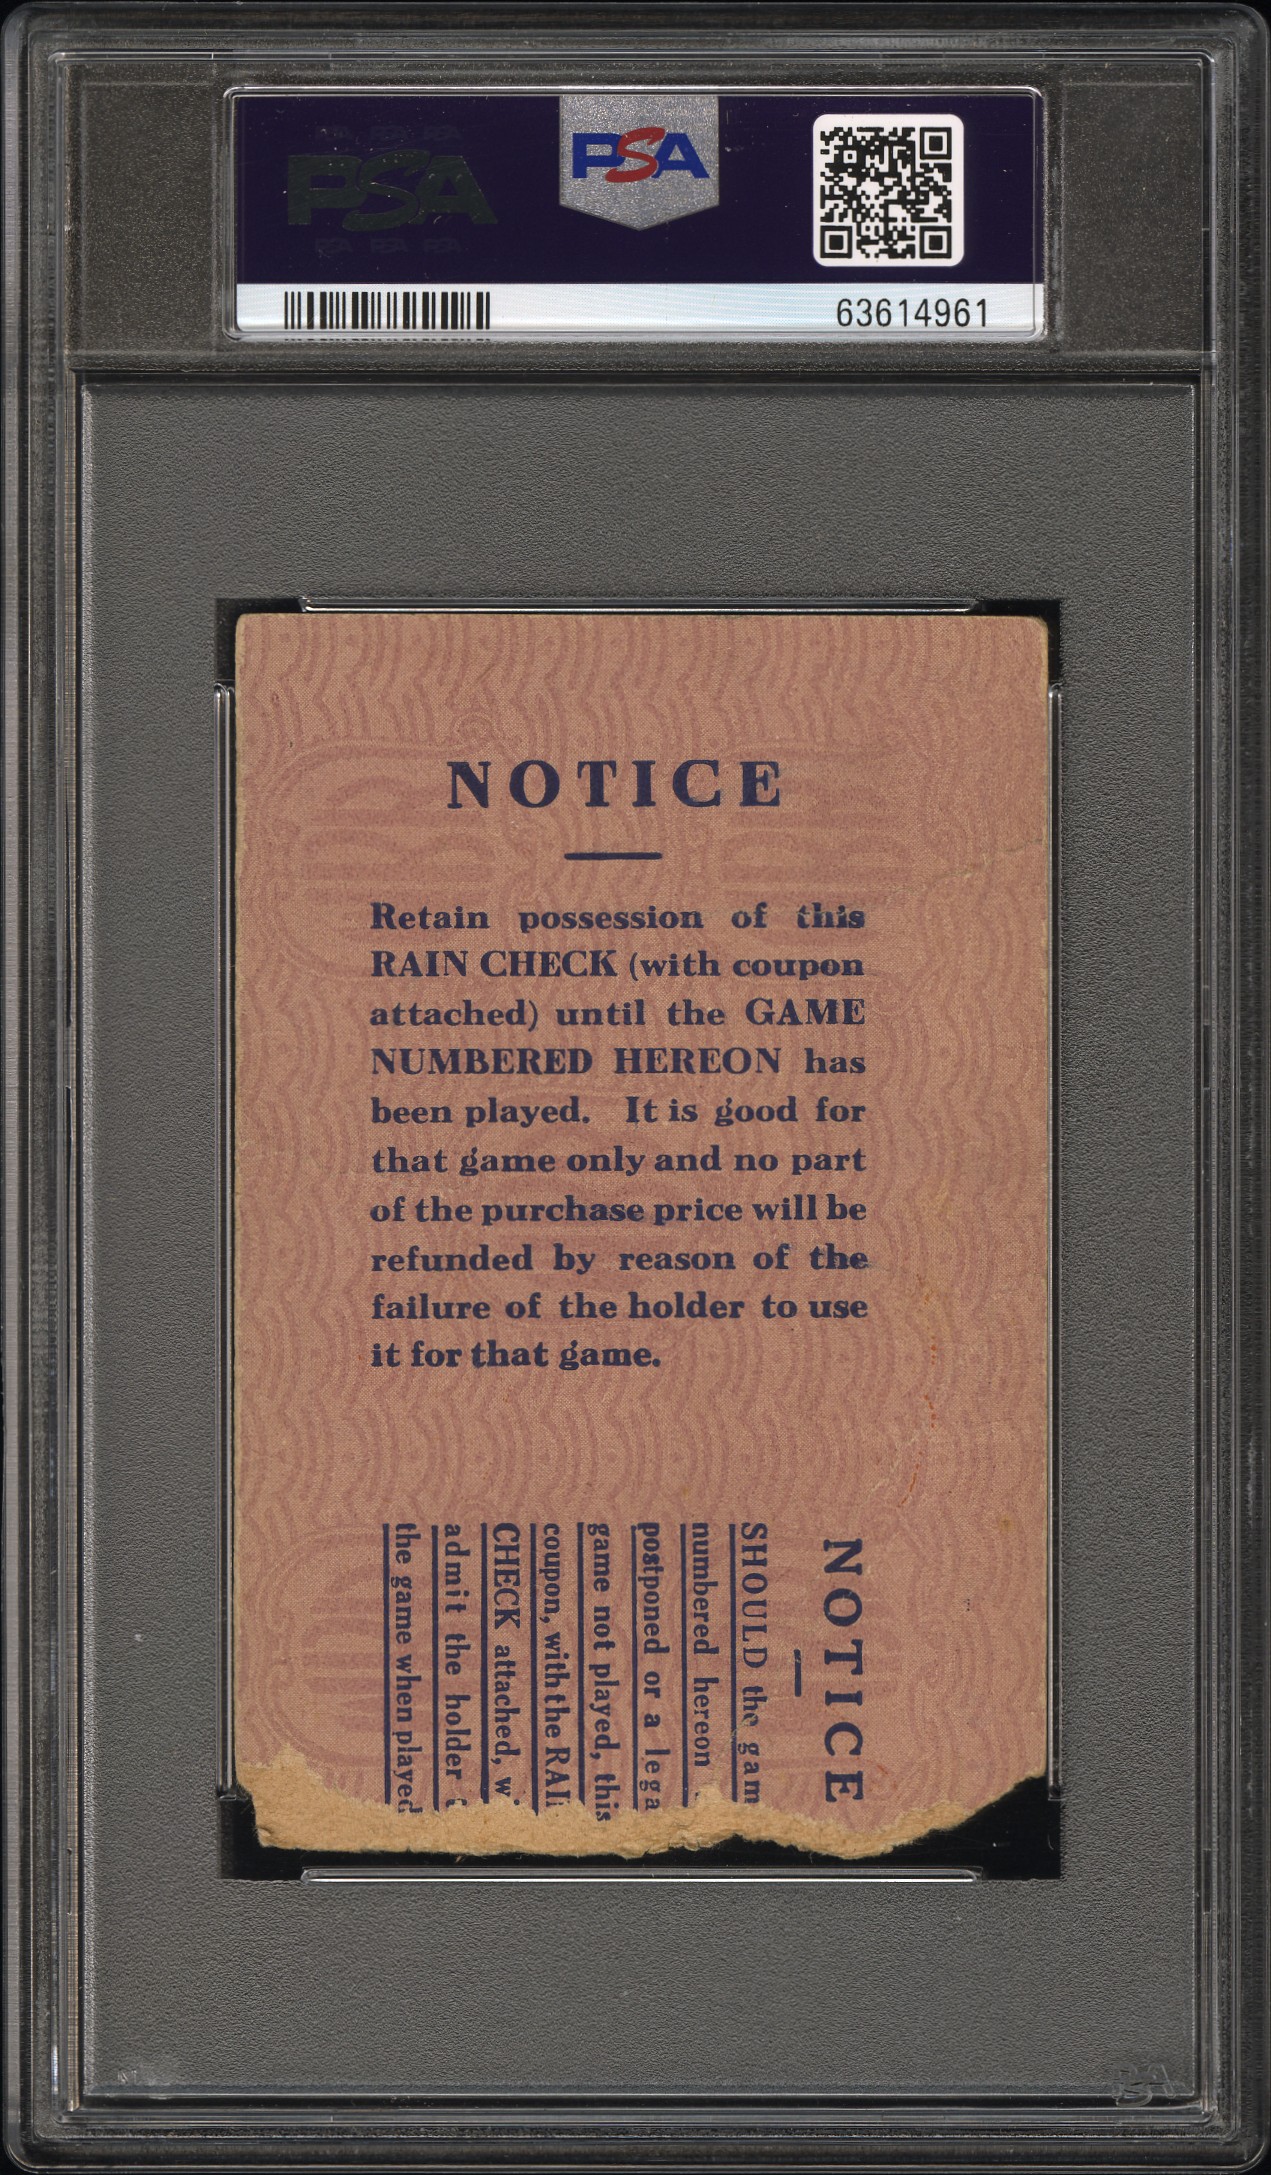 PSA
PSA
63614961
NOTICE
Retain possession of this
RAIN CHECK (with coupon
attached) until the GAME
NUMBERED HEREON has
been played. It is good for
that game only and no part
of the purchase price will be
refunded by reason of the
failure of the holder to use
it for that game.
NOTICE
SHOULD the gam
numbered hereon
postponed or a lega
game not played, this
coupon, with the RAI
CHECK attached, wi
admit the holder
the game when played
PSA